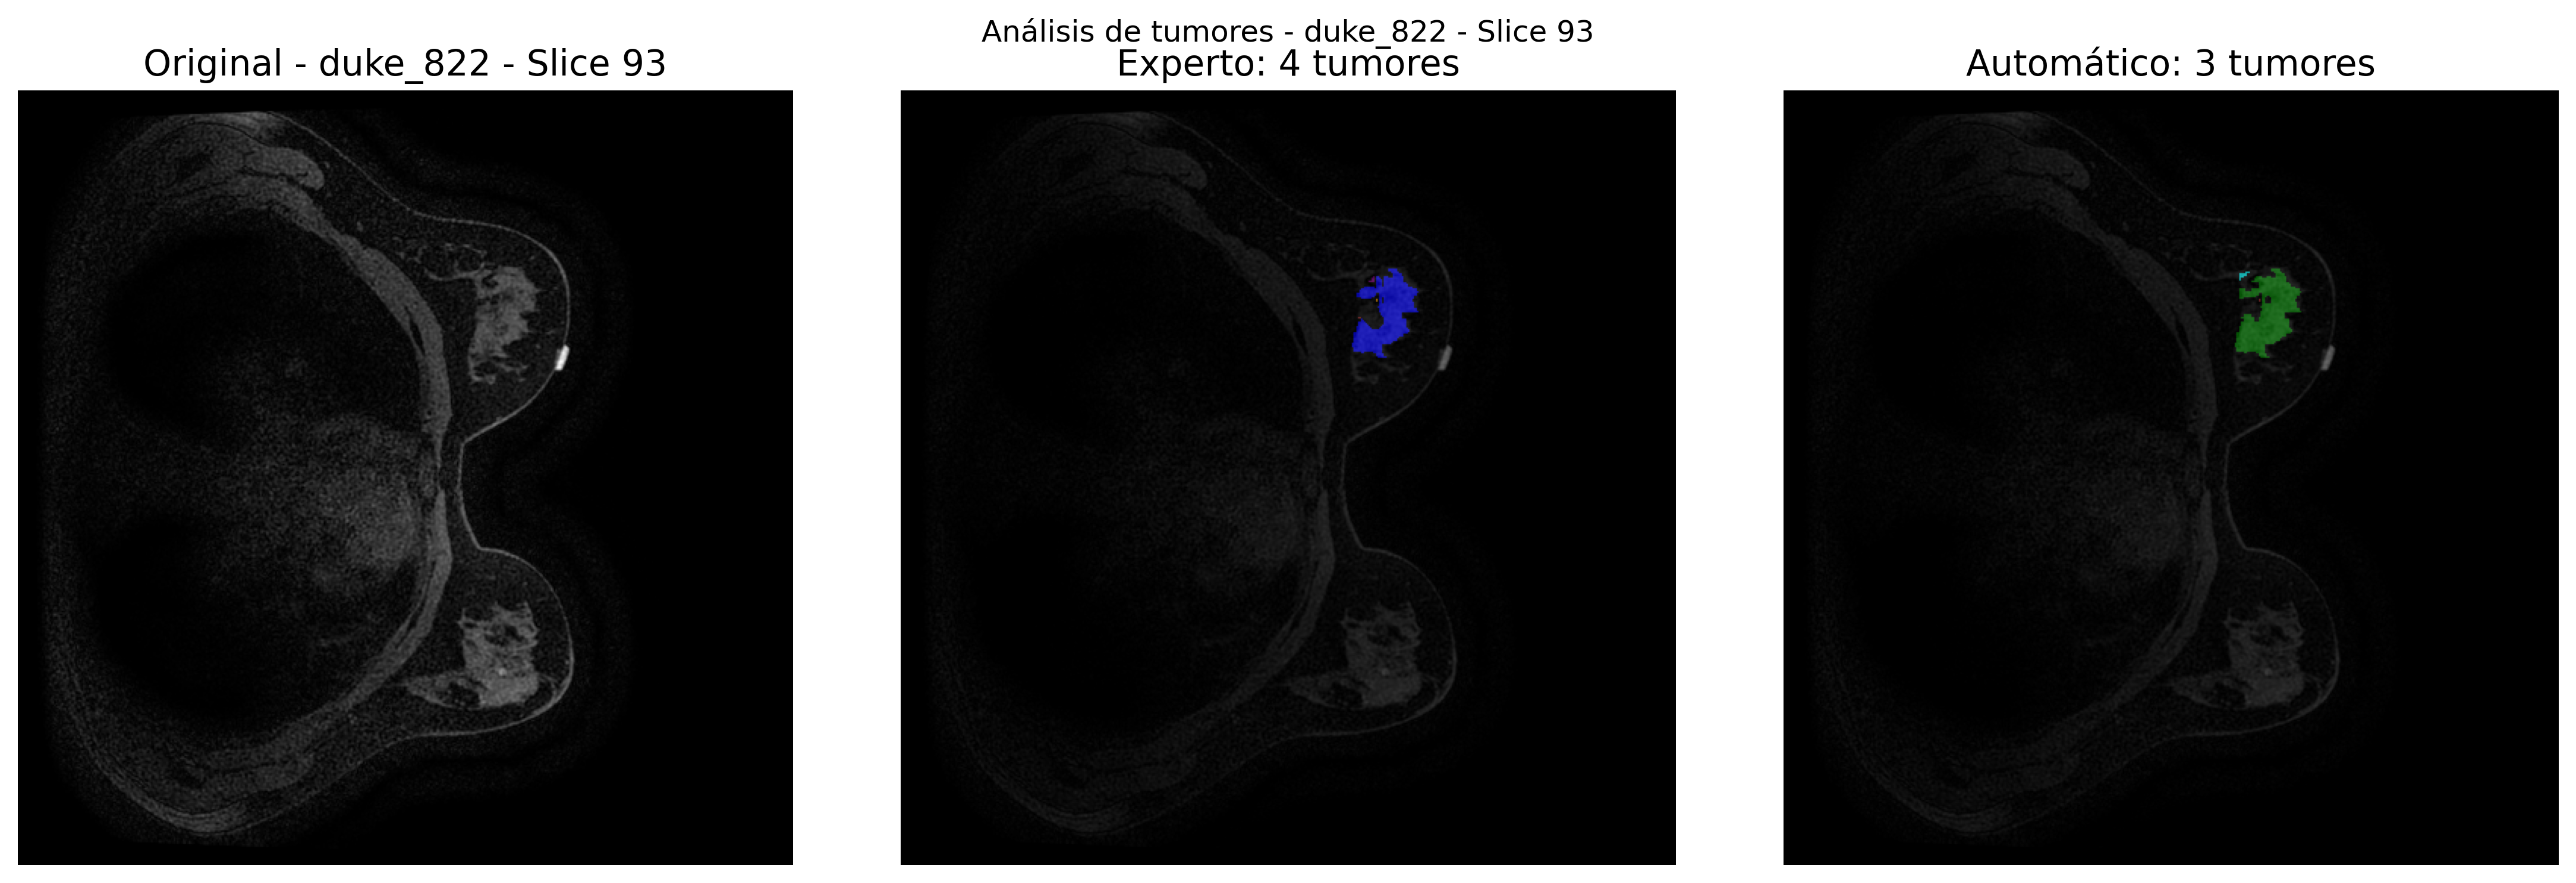 Análisis de tumores - duke_822 - Slice 93
Original - duke_822 - Slice 93
Experto: 4 tumores
Automático: 3 tumores